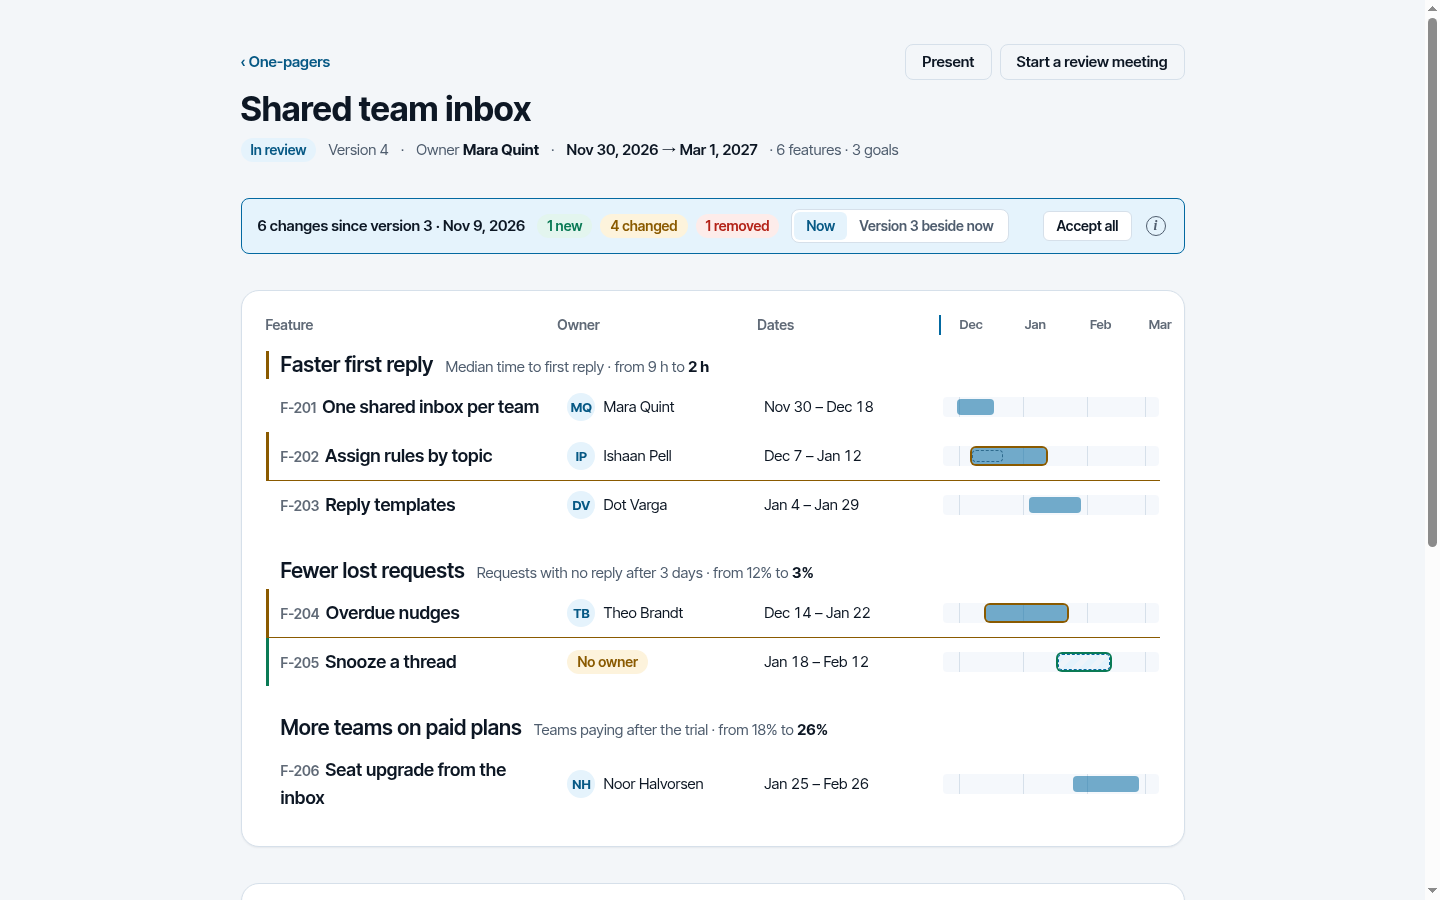 ‹ One-pagers
Present
Start a review meeting
Shared team inbox
In review Version 4 · Owner Mara Quint · Nov 30, 2026 → Mar 1, 2027 · 6 features · 3 goals
6 changes since version 3 · Nov 9, 2026 1 new 4 changed 1 removed Now Version 3 beside now Accept all i
Feature Owner Dates Dec Jan Feb Mar
Faster first reply Median time to first reply · from 9 h to 2 h
F-201 One shared inbox per team MQ Mara Quint Nov 30 – Dec 18
F-202 Assign rules by topic IP Ishaan Pell Dec 7 – Jan 12
F-203 Reply templates DV Dot Varga Jan 4 – Jan 29
Fewer lost requests Requests with no reply after 3 days · from 12% to 3%
F-204 Overdue nudges TB Theo Brandt Dec 14 – Jan 22
F-205 Snooze a thread No owner Jan 18 – Feb 12
More teams on paid plans Teams paying after the trial · from 18% to 26%
F-206 Seat upgrade from the
inbox
NH Noor Halvorsen Jan 25 – Feb 26